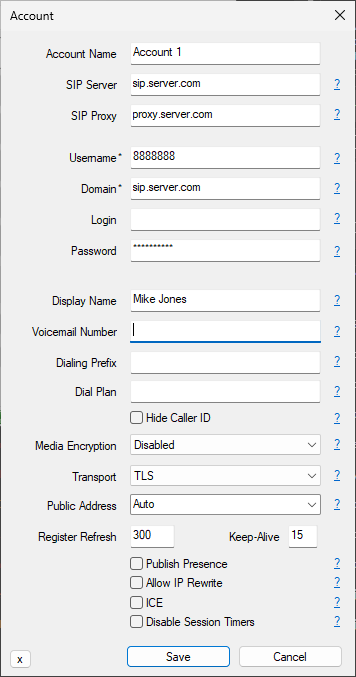 Account
Account Name Account 1
SIP Server sip.server.com ?
SIP Proxy proxy.server.com ?
Username* 8888888 ?
Domain* sip.server.com ?
Login ?
Password ********** ?
Display Name Mike Jones ?
Voicemail Number ?
Dialing Prefix ?
Dial Plan ?
Hide Caller ID ?
Media Encryption Disabled ?
Transport TLS ?
Public Address Auto ?
Register Refresh 300 Keep-Alive 15 ?
Publish Presence ?
Allow IP Rewrite ?
ICE ?
Disable Session Timers ?
x Save Cancel